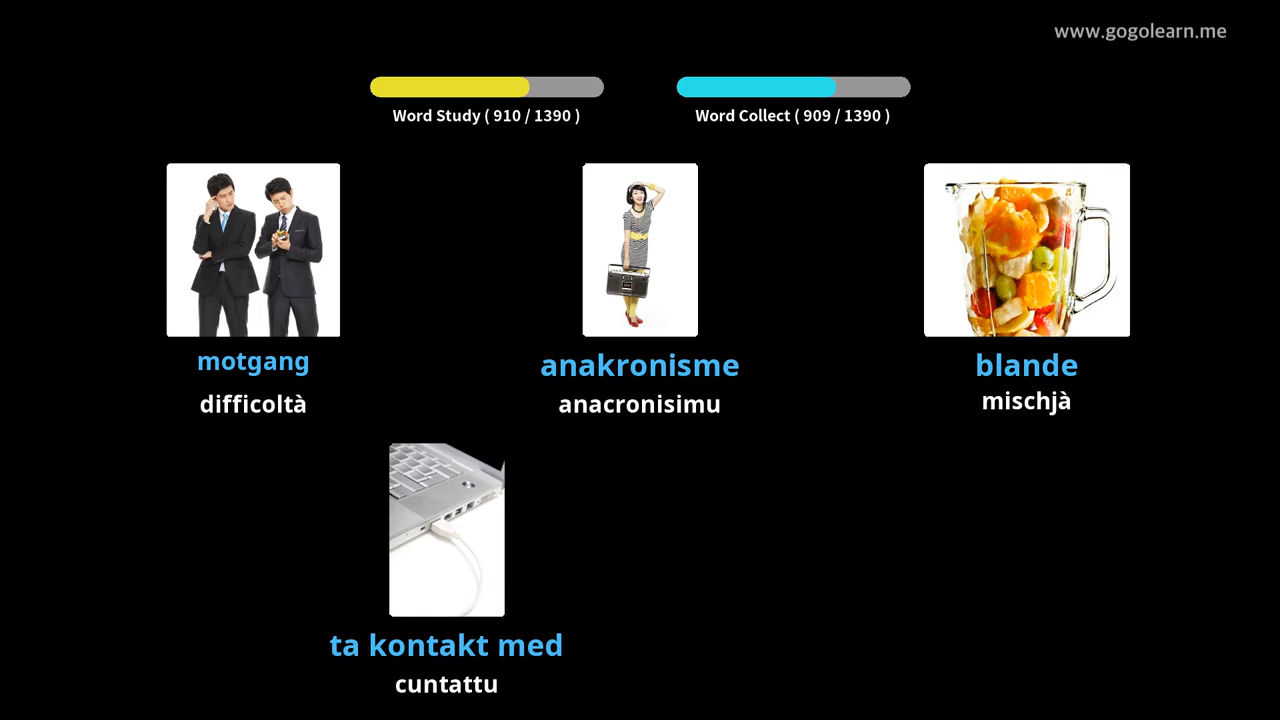 www.gogolearn.me
Word Study ( 910 / 1390 )
Word Collect ( 909 / 1390 )
motgang
difficoltà
anakronisme
anacronisimu
blande
mischjà
ta kontakt med
cuntattu